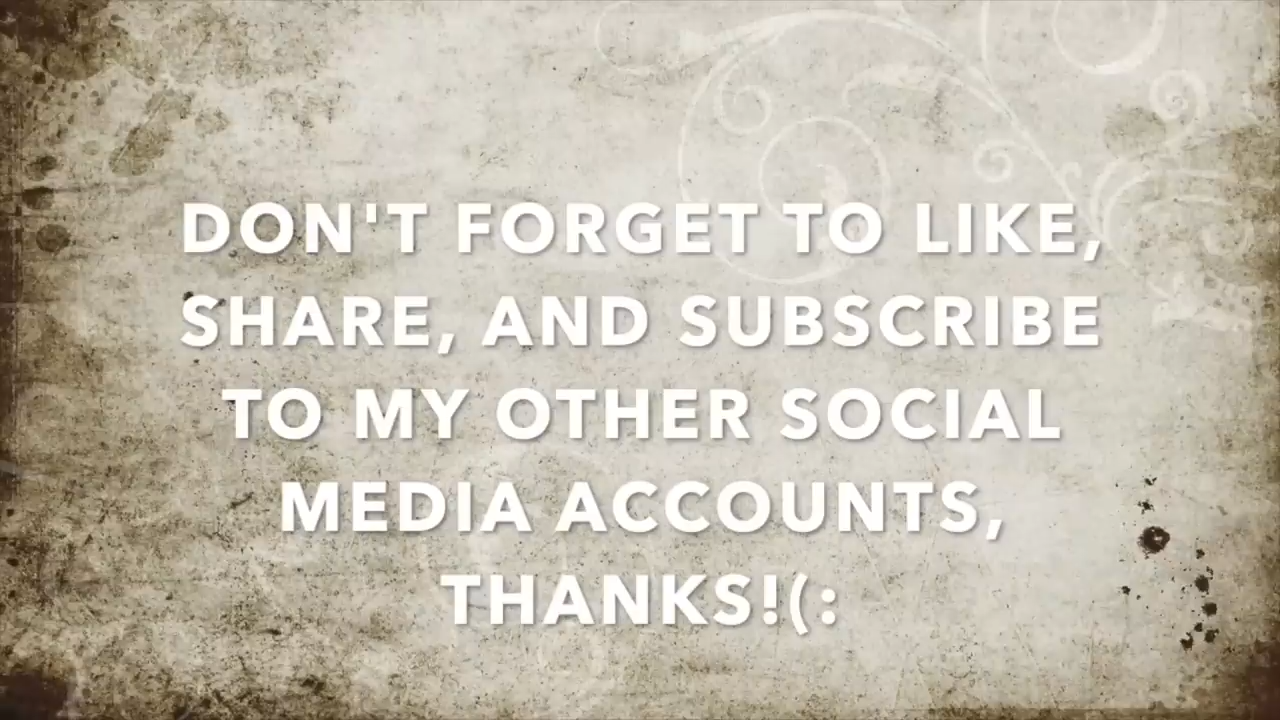 DON'T FORGET TO LIKE,
SHARE, AND SUBSCRIBE
TO MY OTHER SOCIAL
MEDIA ACCOUNTS,
THANKS!(: